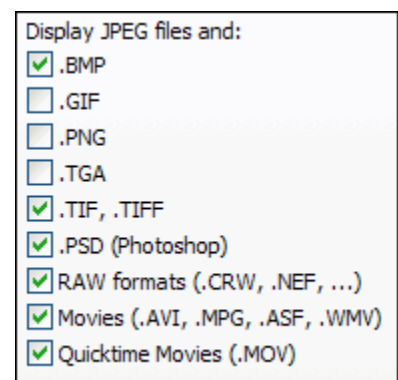 Display JPEG files and:
.BMP
.GIF
.PNG
.TGA
.TIF, .TIFF
.PSD (Photoshop)
RAW formats (.CRW, .NEF, ...)
Movies (.AVI, .MPG, .ASF, .WMV)
Quicktime Movies (.MOV)